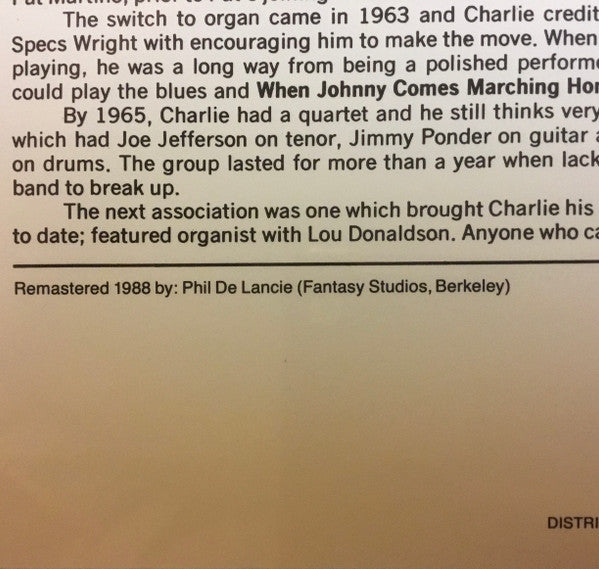 The switch to organ came in 1963 and Charlie credit
Specs Wright with encouraging him to make the move. When
playing, he was a long way from being a polished performe
could play the blues and When Johnny Comes Marching Hor
By 1965, Charlie had a quartet and he still thinks very
which had Joe Jefferson on tenor, Jimmy Ponder on guitar a
on drums. The group lasted for more than a year when lack
band to break up.
The next association was one which brought Charlie his
to date; featured organist with Lou Donaldson. Anyone who ca
Remastered 1988 by: Phil De Lancie (Fantasy Studios, Berkeley)
DISTRI